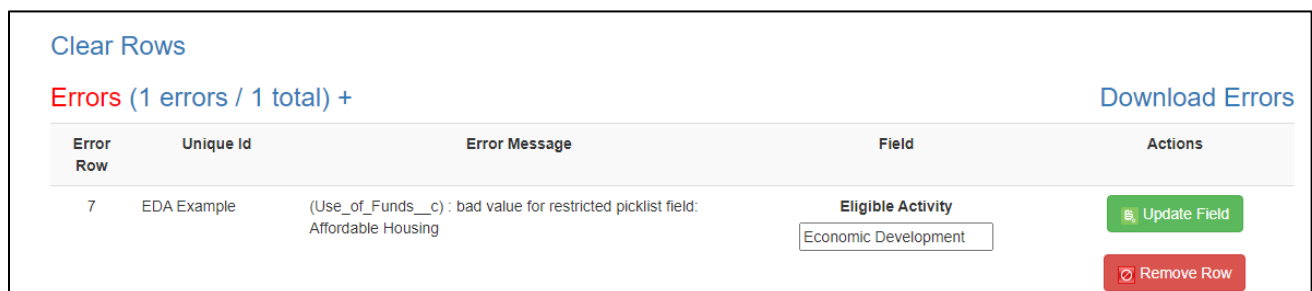 Clear Rows
Errors (1 errors / 1 total) +
Download Errors
Error Row
Unique Id
Error Message
Field
Actions
7
EDA Example
(Use_of_Funds__c) : bad value for restricted picklist field:
Affordable Housing
Eligible Activity
Economic Development
Update Field
Remove Row